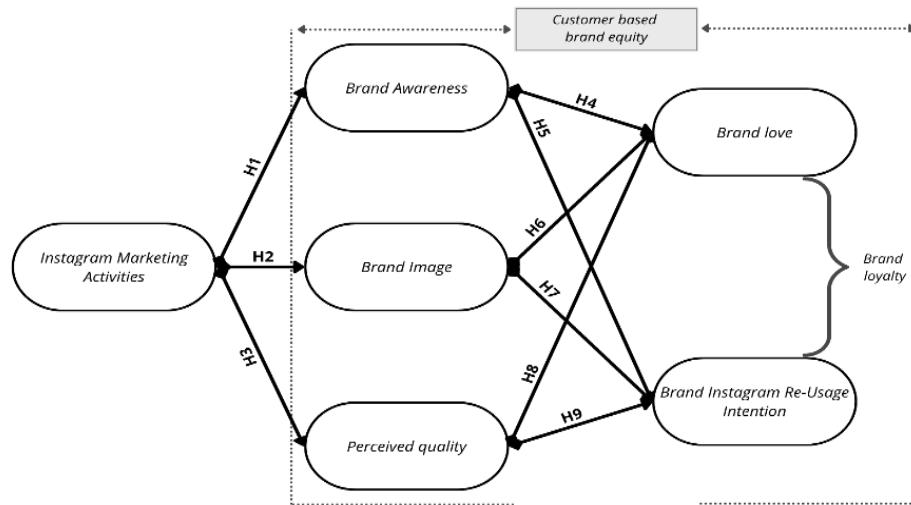 Customer based
brand equity
Brand Awareness
H4
H5
Brand love
H1
Instagram Marketing
Activities
H2
Brand Image
H6
H7
Brand
loyalty
H3
H8
Brand Instagram Re-Usage
Intention
H9
Perceived quality